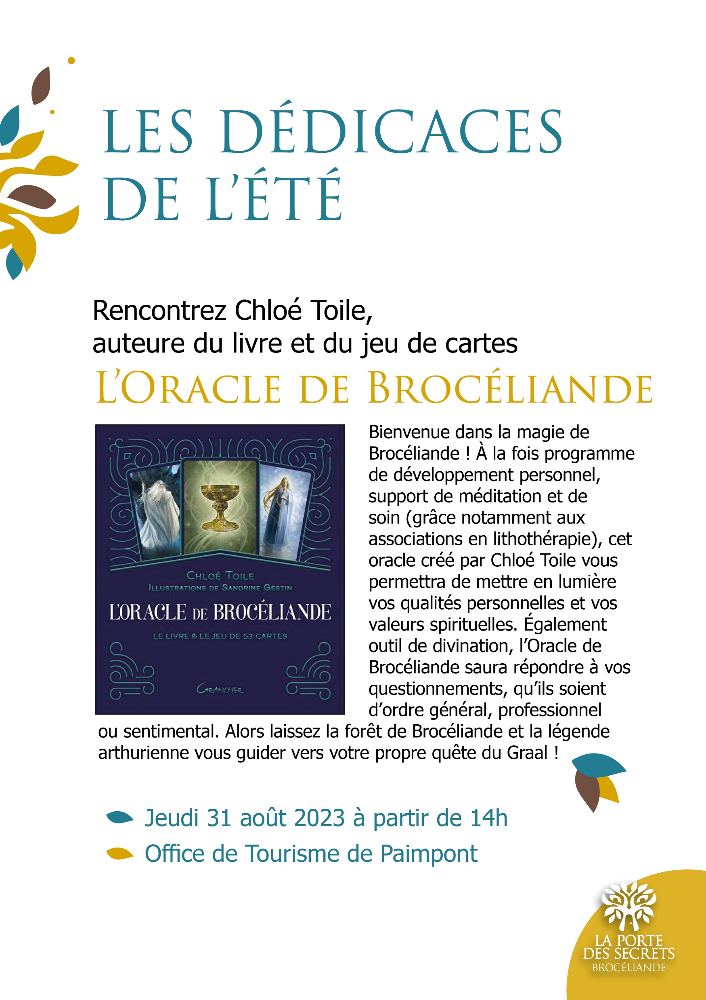 LES DÉDICACES
DE L’ÉTÉ
Rencontrez Chloé Toile,
auteure du livre et du jeu de cartes
L’Oracle de Brocéliande
Chloé Toile
Illustrations de Sandrine Gestin
L’ORACLE DE BROCÉLIANDE
LE LIVRE & LE JEU DE 53 CARTES
Grancher
Bienvenue dans la magie de
Brocéliande ! À la fois programme
de développement personnel,
support de méditation et de
soin (grâce notamment aux
associations en lithothérapie), cet
oracle créé par Chloé Toile vous
permettra de mettre en lumière
vos qualités personnelles et vos
valeurs spirituelles. Également
outil de divination, l’Oracle de
Brocéliande saura répondre à vos
questionnements, qu’ils soient
d’ordre général, professionnel
ou sentimental. Alors laissez la forêt de Brocéliande et la légende
arthurienne vous guider vers votre propre quête du Graal !
Jeudi 31 août 2023 à partir de 14h
Office de Tourisme de Paimpont
LA PORTE
DES SECRETS
BROCÉLIANDE